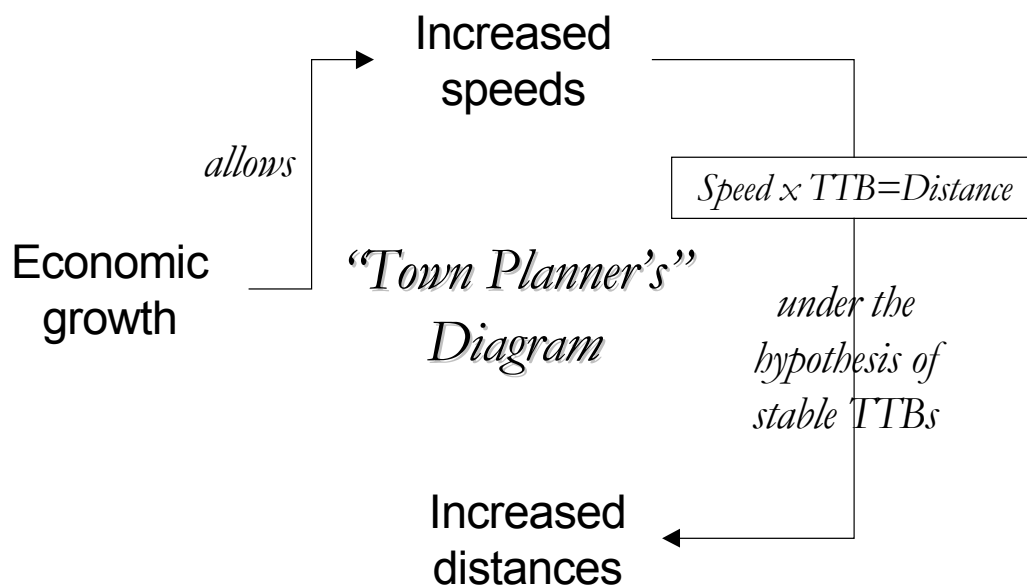 Increased
speeds
allows
Speed x TTB=Distance
Economic
growth
“Town Planner’s”
Diagram
under the
hypothesis of
stable TTBs
Increased
distances